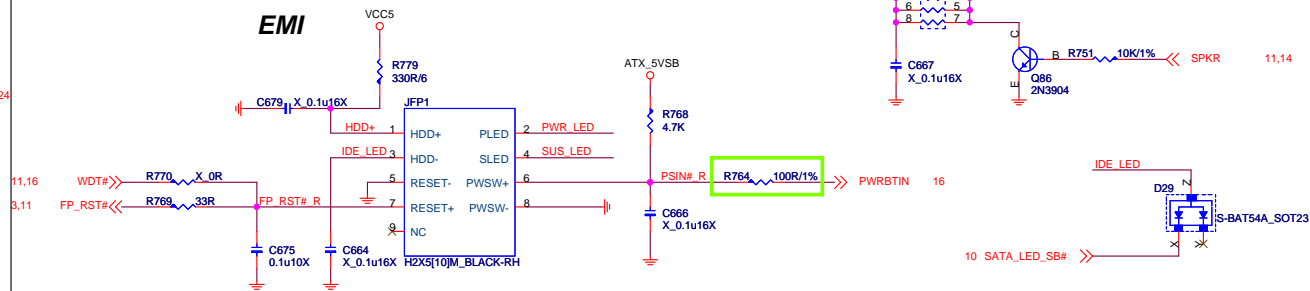 EMI
VCC5
R779
330R/6
C679 X_0.1u16X
24
JFP1
HDD+ 1 HDD+ PLED 2 PWR_LED
IDE_LED 3 HDD- SLED 4 SUS_LED
5 RESET- PWSW+ 6
7 RESET+ PWSW- 8
9 NC
H2X5[10]M_BLACK-RH
11,16 WDT# R770 X_0R
3,11 FP_RST# R769 33R FP_RST#_R
C675
0.1u10X
C664
X_0.1u16X
ATX_5VSB
R768
4.7K
PSIN#_R R764 100R/1% PWRBTIN 16
C666
X_0.1u16X
6 5
8 7
C667
X_0.1u16X
C
B R751 10K/1% SPKR 11,14
E
Q86
2N3904
IDE_LED
Z
D29
S-BAT54A_SOT23
X Y
10 SATA_LED_SB#